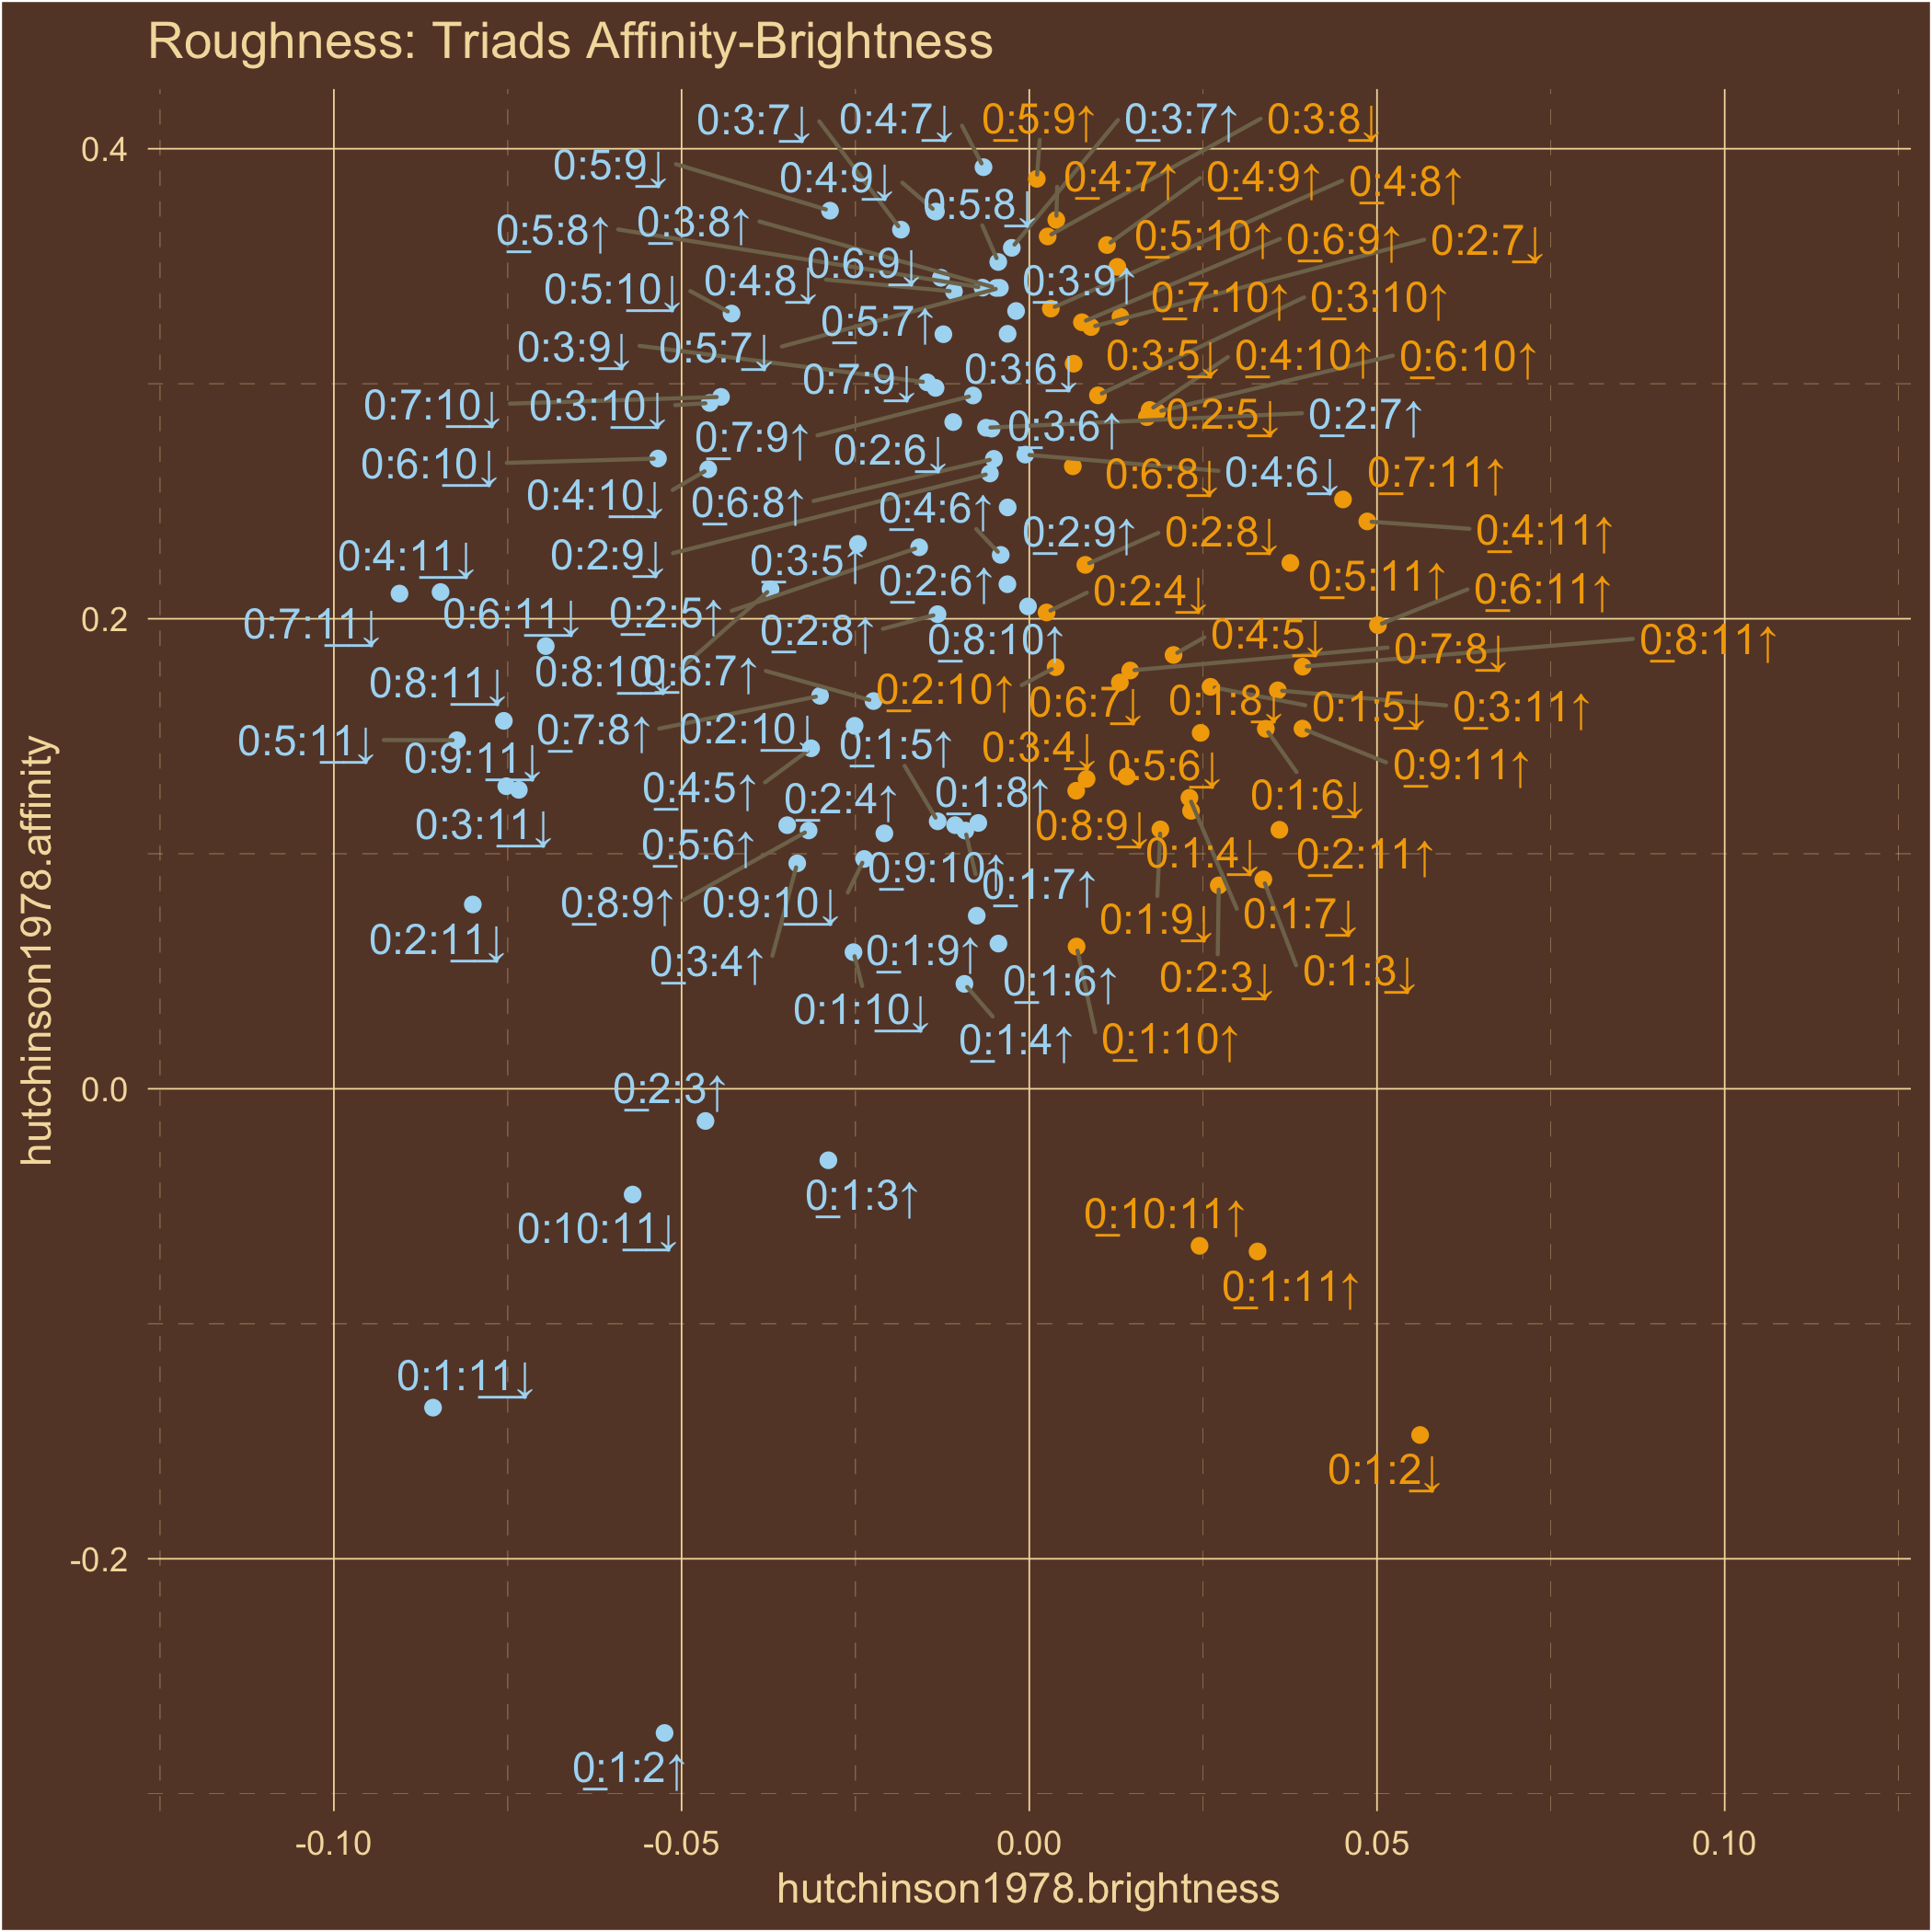 Roughness: Triads Affinity-Brightness
0:3:7↓ 0:4:7↓ 0:5:9↑ 0:3:7↑ 0:3:8↓
0.4
0:5:9↓ 0:4:9↓ 0:4:7↑ 0:4:9↑ 0:4:8↑
0:5:8↑ 0:3:8↑ 0:5:8↓ 0:5:10↑ 0:6:9↑ 0:2:7↓
0:5:10↓ 0:4:8↓ 0:6:9↓ 0:3:9↑ 0:7:10↑ 0:3:10↑
0:5:7↑
0:3:9↓ 0:5:7↓ 0:3:5↓ 0:4:10↑ 0:6:10↑
0:7:9↓ 0:3:6↓
0:7:10↓ 0:3:10↓ 0:2:5↓ 0:2:7↑
0:7:9↑ 0:2:6↓ 0:3:6↑
0:6:10↓ 0:6:8↓ 0:4:6↓ 0:7:11↑
0:4:10↓ 0:6:8↑ 0:4:6↑
0:4:11↓ 0:2:9↓ 0:3:5↑ 0:2:9↑ 0:2:8↓ 0:4:11↑
0:2:6↑ 0:2:4↓ 0:5:11↑ 0:6:11↑
0.2
0:7:11↓ 0:6:11↓ 0:2:5↑ 0:2:8↑ 0:8:10↑ 0:4:5↓ 0:7:8↓ 0:8:11↑
0:8:11↓ 0:8:10↓ 0:6:7↑ 0:2:10↑ 0:6:7↓ 0:1:8↓ 0:1:5↓ 0:3:11↑
0:5:11↓ 0:9:11↓ 0:7:8↑ 0:2:10↓ 0:1:5↑ 0:3:4↓ 0:5:6↓ 0:9:11↑
0:4:5↑ 0:2:4↑ 0:1:8↑ 0:1:6↓
0:3:11↓ 0:5:6↑ 0:8:9↓ 0:1:4↓ 0:2:11↑
0:8:9↑ 0:9:10↓ 0:9:10↑ 0:1:7↑ 0:1:9↓ 0:1:7↓
0:2:11↓ 0:3:4↑ 0:1:9↑ 0:1:6↑ 0:2:3↓ 0:1:3↓
0:1:10↓ 0:1:4↑ 0:1:10↑
0.0
0:2:3↑
0:1:3↑
0:10:11↓ 0:10:11↑
0:1:11↑
0:1:11↓
0:1:2↓
-0.2
0:1:2↑
-0.10 -0.05 0.00 0.05 0.10
hutchinson1978.brightness
hutchinson1978.affinity